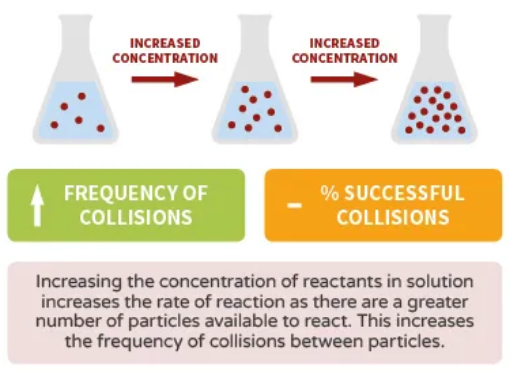 INCREASED
CONCENTRATION
INCREASED
CONCENTRATION
FREQUENCY OF
COLLISIONS
– % SUCCESSFUL
COLLISIONS
Increasing the concentration of reactants in solution
increases the rate of reaction as there are a greater
number of particles available to react. This increases
the frequency of collisions between particles.